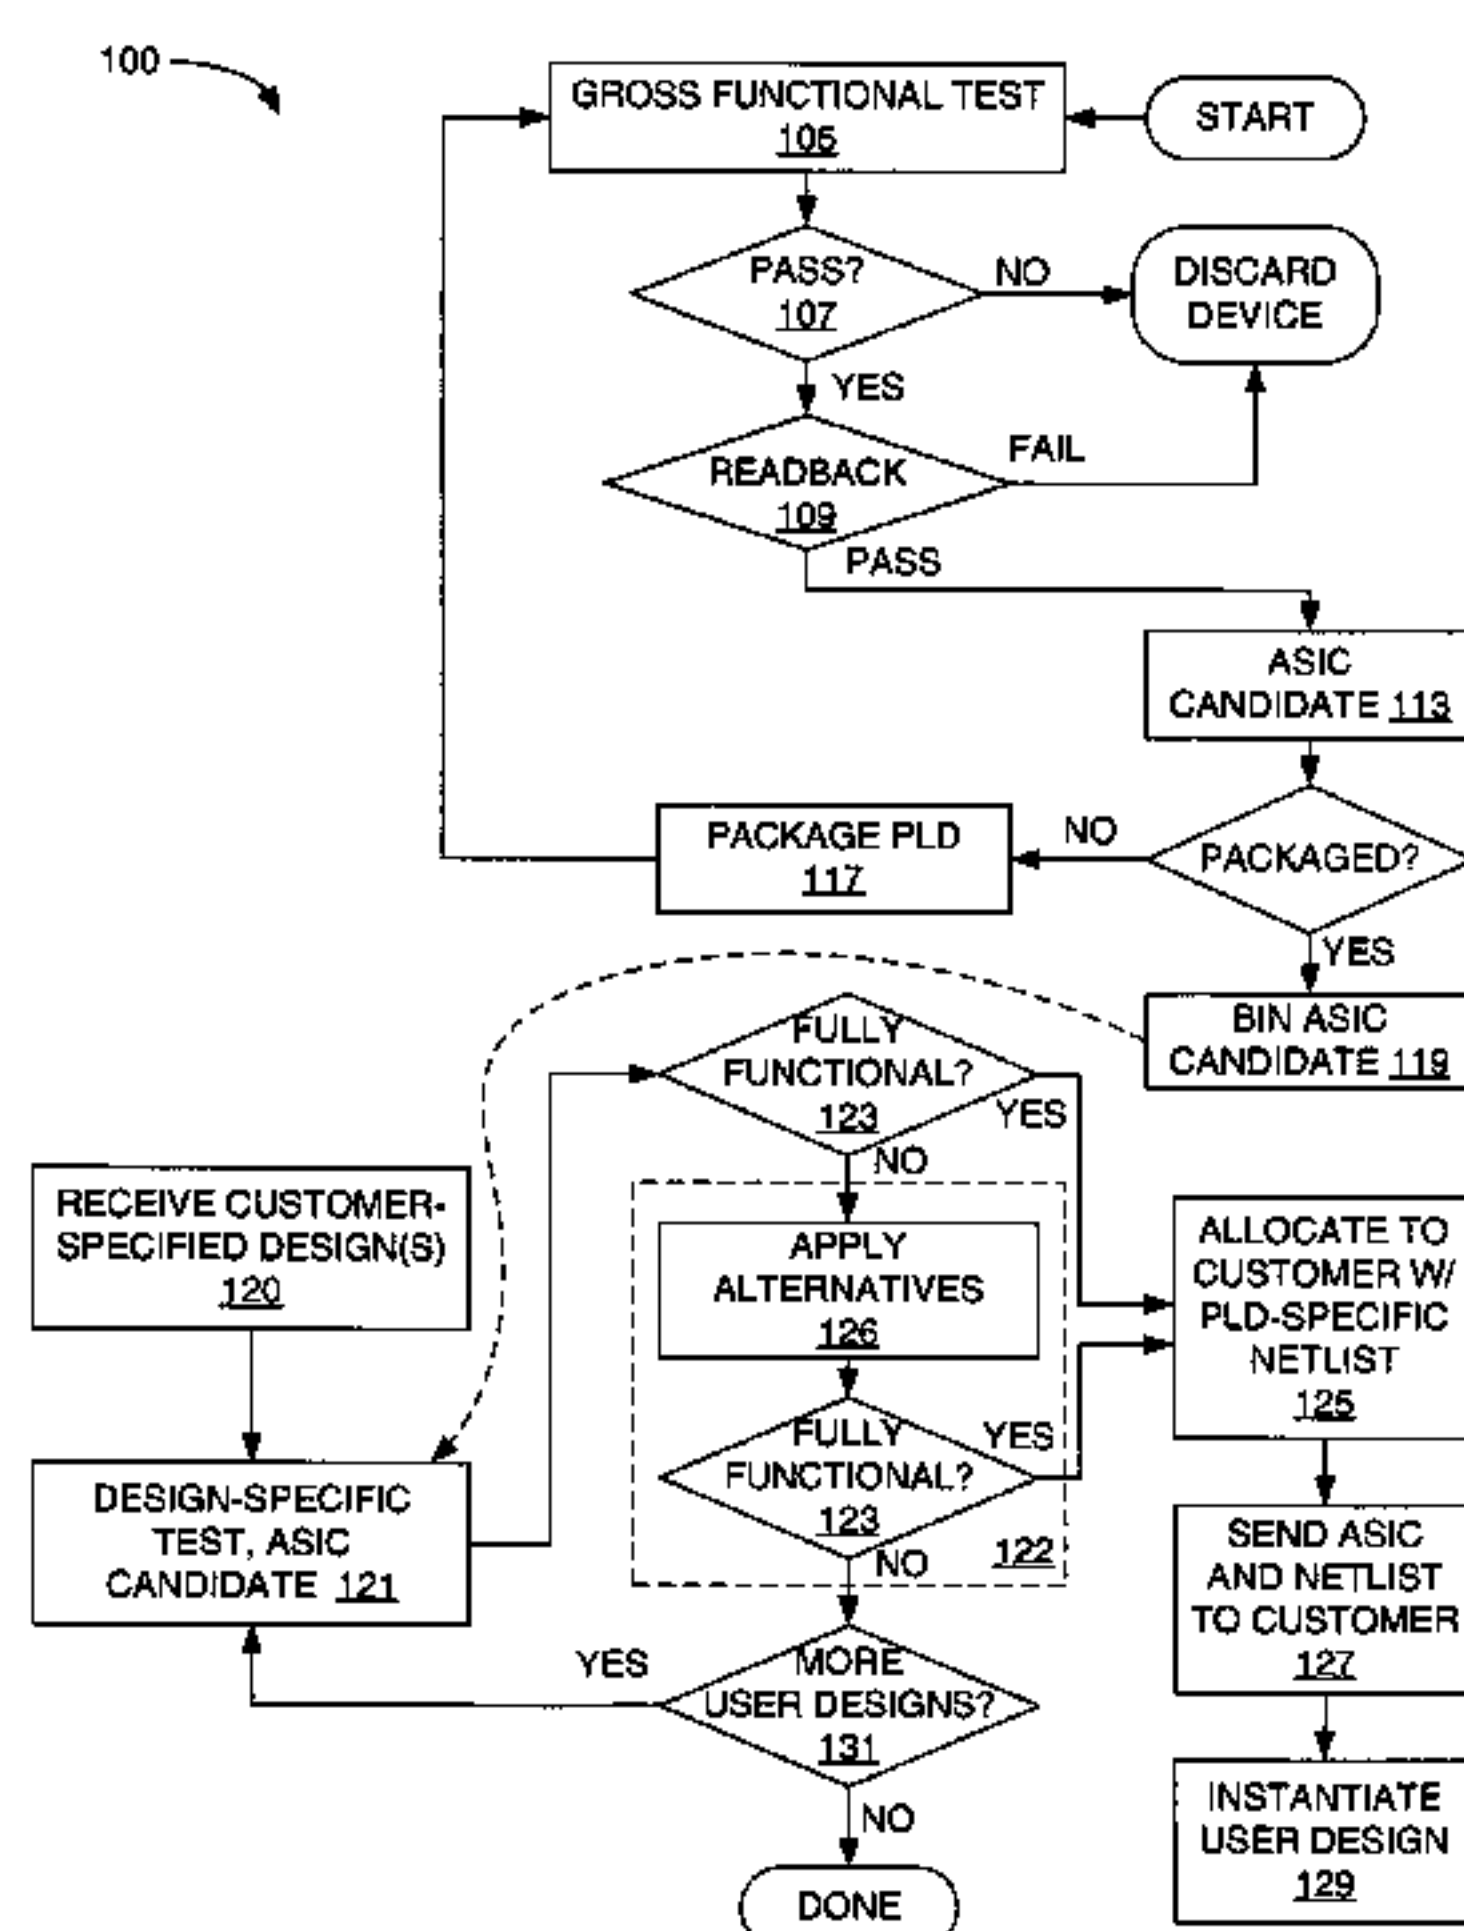 100
GROSS FUNCTIONAL TEST
105
START
PASS?
107
NO
DISCARD
DEVICE
YES
READBACK
109
FAIL
PASS
ASIC
CANDIDATE 113
PACKAGE PLD
117
NO
PACKAGED?
YES
BIN ASIC
CANDIDATE 119
FULLY
FUNCTIONAL?
123
YES
NO
RECEIVE CUSTOMER-
SPECIFIED DESIGN(S)
120
APPLY
ALTERNATIVES
126
ALLOCATE TO
CUSTOMER W/
PLD-SPECIFIC
NETLIST
125
FULLY
FUNCTIONAL?
123
YES
NO
122
DESIGN-SPECIFIC
TEST, ASIC
CANDIDATE 121
SEND ASIC
AND NETLIST
TO CUSTOMER
127
YES
MORE
USER DESIGNS?
131
NO
INSTANTIATE
USER DESIGN
129
DONE